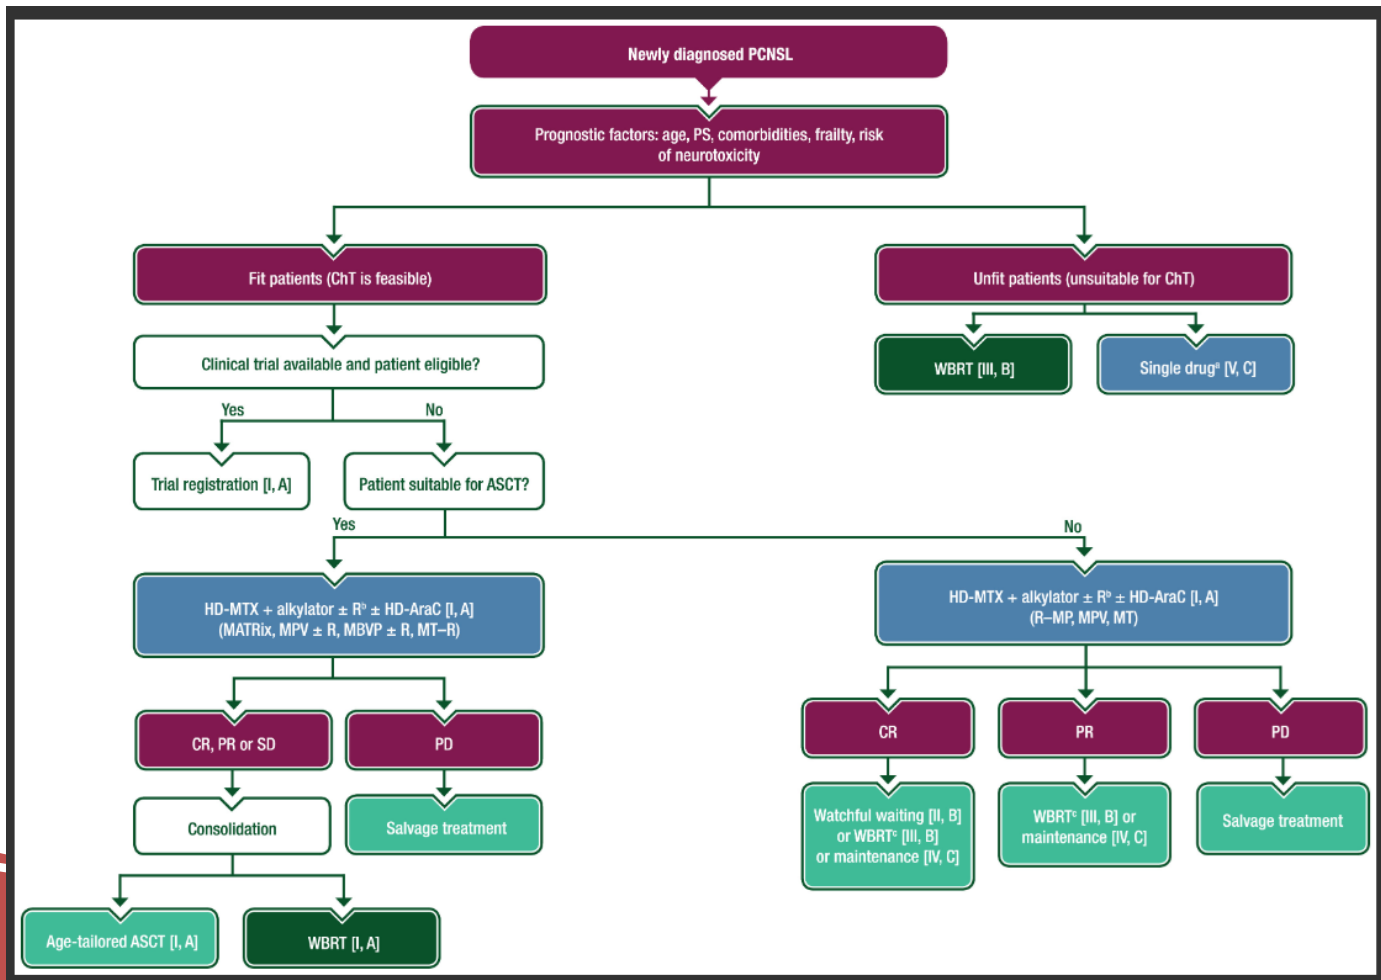 Newly diagnosed PCNSL
Prognostic factors: age, PS, comorbidities, frailty, risk
of neurotoxicity
Fit patients (ChT is feasible)
Unfit patients (unsuitable for ChT)
Clinical trial available and patient eligible?
WBRT [III, B]
Single drugᵃ [V, C]
Yes
No
Trial registration [I, A]
Patient suitable for ASCT?
Yes
No
HD-MTX + alkylator ± Rᵇ ± HD-AraC [I, A]
(MATRix, MPV ± R, MBVP ± R, MT–R)
HD-MTX + alkylator ± Rᵇ ± HD-AraC [I, A]
(R–MP, MPV, MT)
CR, PR or SD
PD
CR
PR
PD
Consolidation
Salvage treatment
Watchful waiting [II, B]
or WBRTᶜ [III, B]
or maintenance [IV, C]
WBRTᶜ [III, B] or
maintenance [IV, C]
Salvage treatment
Age-tailored ASCT [I, A]
WBRT [I, A]